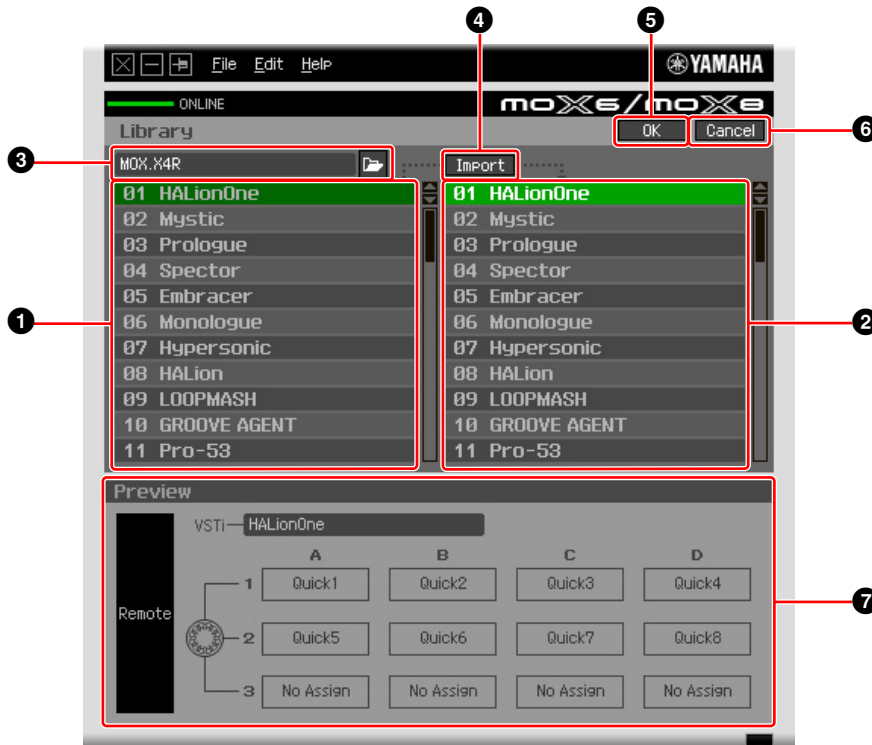 4 5
File Edit Help YAMAHA
ONLINE MOX6/MOX8
Library OK Cancel 6
3 MOX.X4R Import
01 HALionOne 01 HALionOne
02 Mystic 02 Mystic
03 Prologue 03 Prologue
04 Spector 04 Spector
05 Embracer 05 Embracer
1 06 Monologue 06 Monologue 2
07 Hypersonic 07 Hypersonic
08 HALion 08 HALion
09 LOOPMASH 09 LOOPMASH
10 GROOVE AGENT 10 GROOVE AGENT
11 Pro-53 11 Pro-53
Preview
VSTi HALionOne
A B C D
1 Quick1 Quick2 Quick3 Quick4
Remote 7
2 Quick5 Quick6 Quick7 Quick8
3 No Assign No Assign No Assign No Assign